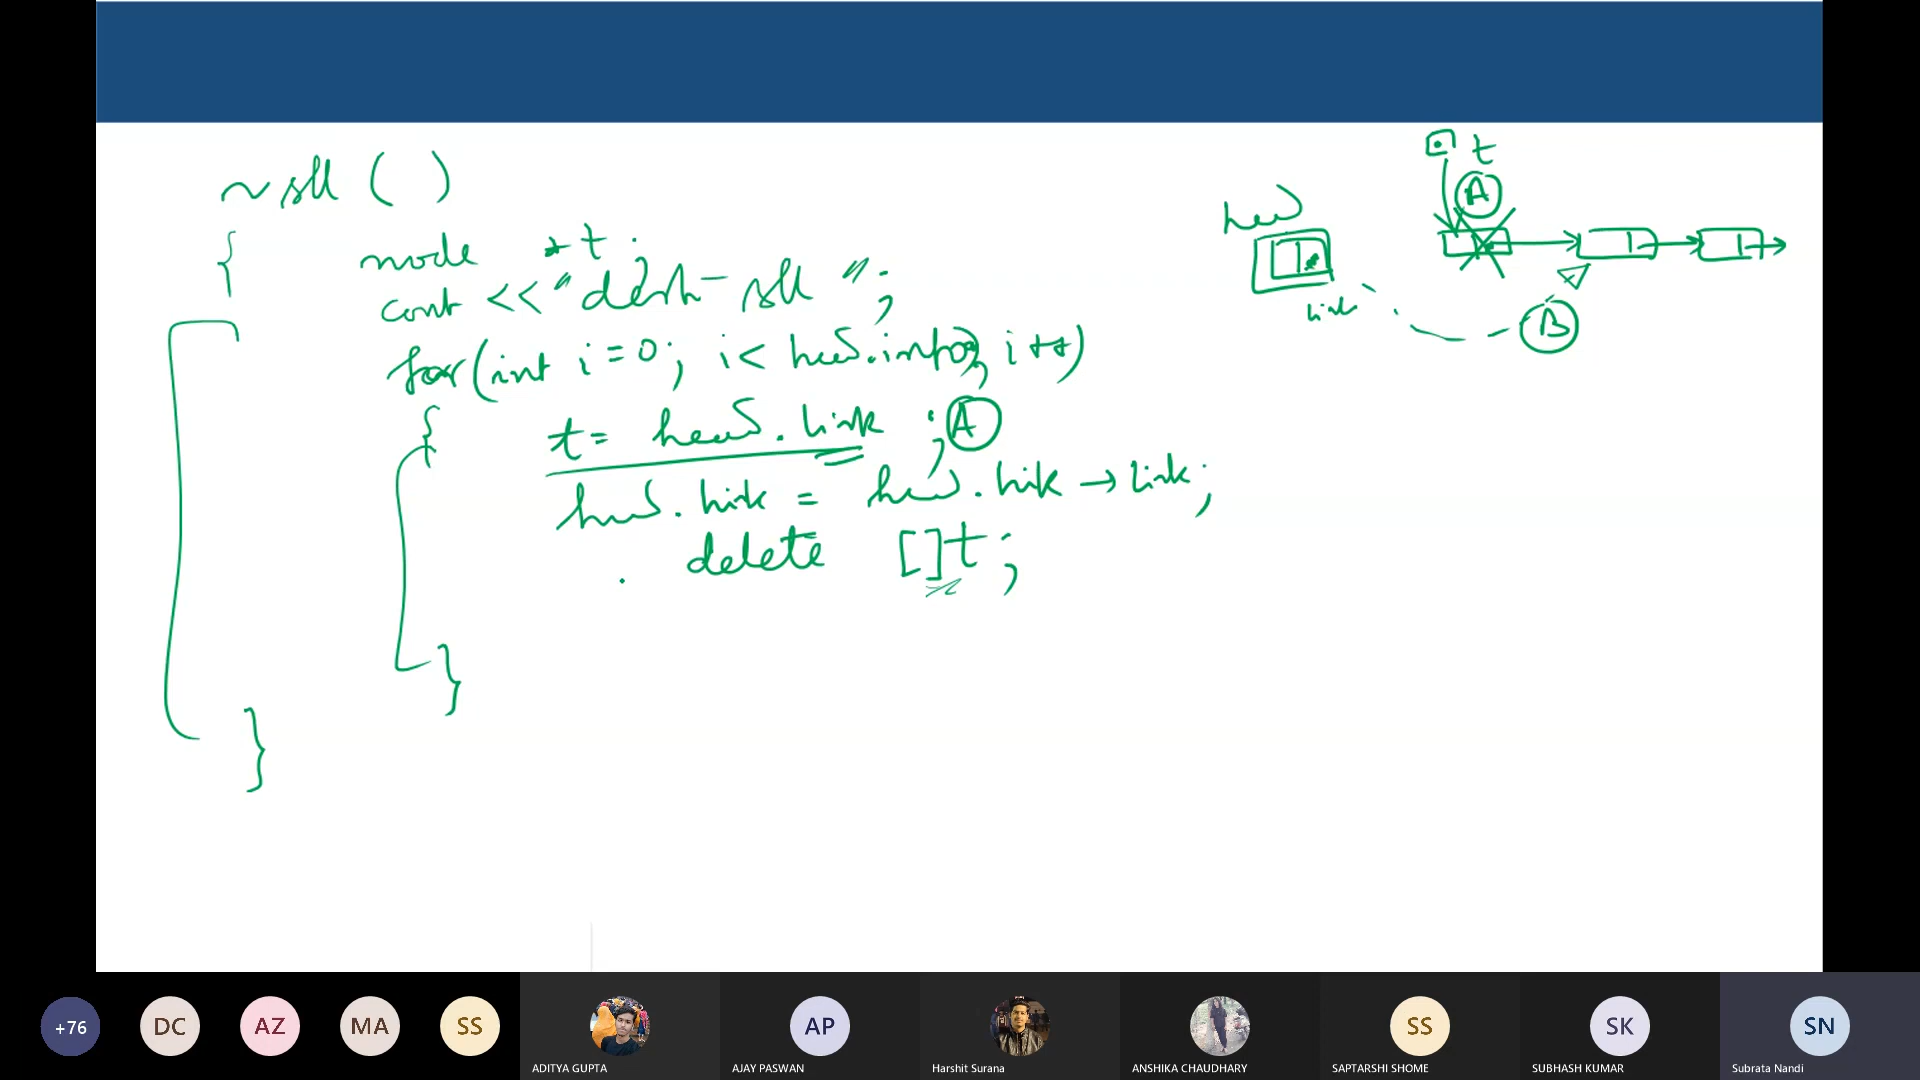 ~sll ( )
{ node *t;
cout << "destr- sll ";
for(int i=0; i< head.info; i++)
{
t= head.link ; A
head.link = head.link → link;
delete []t;
}
}
t
A
head
link
B
+76
DC
AZ
MA
SS
AP
SS
SK
SN
ADITYA GUPTA
AJAY PASWAN
Harshit Surana
ANSHIKA CHAUDHARY
SAPTARSHI SHOME
SUBHASH KUMAR
Subrata Nandi